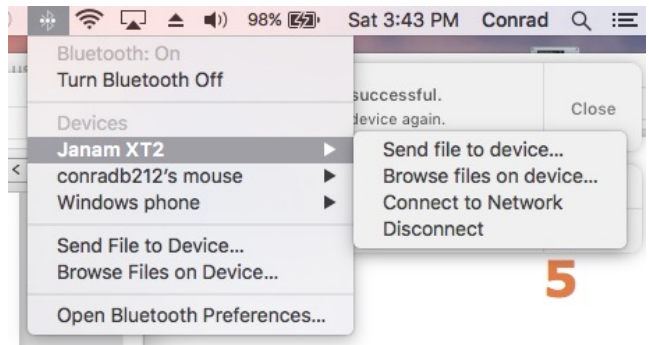 98% Sat 3:43 PM Conrad
Bluetooth: On
Turn Bluetooth Off
Devices
Janam XT2
conradb212's mouse
Windows phone
Send File to Device...
Browse Files on Device...
Open Bluetooth Preferences...
successful.
device again.
Close
Send file to device...
Browse files on device...
Connect to Network
Disconnect
5